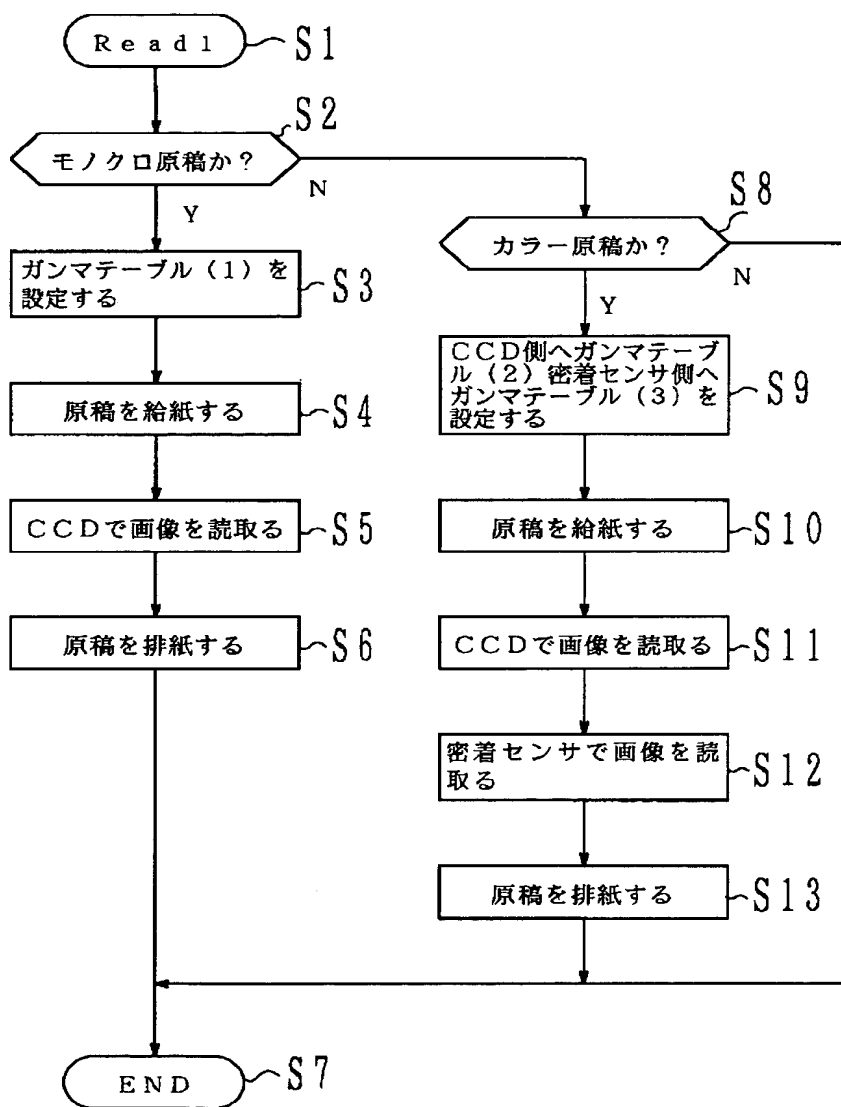 Read1
S1
S2
モノクロ原稿か?
N
Y
ガンマテーブル(1)を
設定する
S3
原稿を給紙する
S4
CCDで画像を読取る
S5
原稿を排紙する
S6
END
S7
S8
カラー原稿か?
N
Y
CCD側へガンマテーブ
ル(2)密着センサ側へ
ガンマテーブル(3)を
設定する
S9
原稿を給紙する
S10
CCDで画像を読取る
S11
密着センサで画像を読
取る
S12
原稿を排紙する
S13